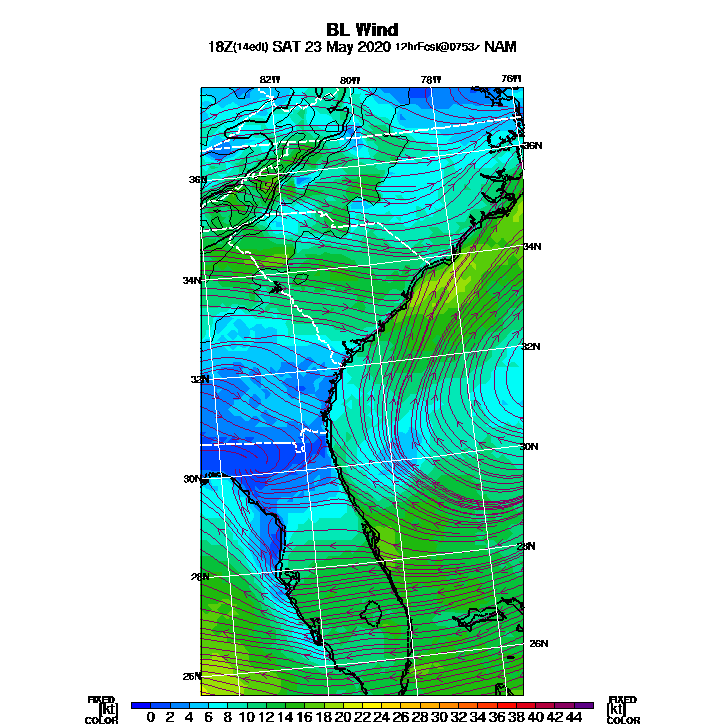 BL Wind
18Z(14edt) SAT 23 May 2020 12hrFcst@0753z NAM
82W 80W 78W 76W
36N
36N
34N
34N
32N
32N
30N
30N
28N
28N
26N
26N
FIXED FIXED
[kt] 0 2 4 6 8 10 12 14 16 18 20 22 24 26 28 30 32 34 36 38 40 42 44 [kt]
COLOR COLOR